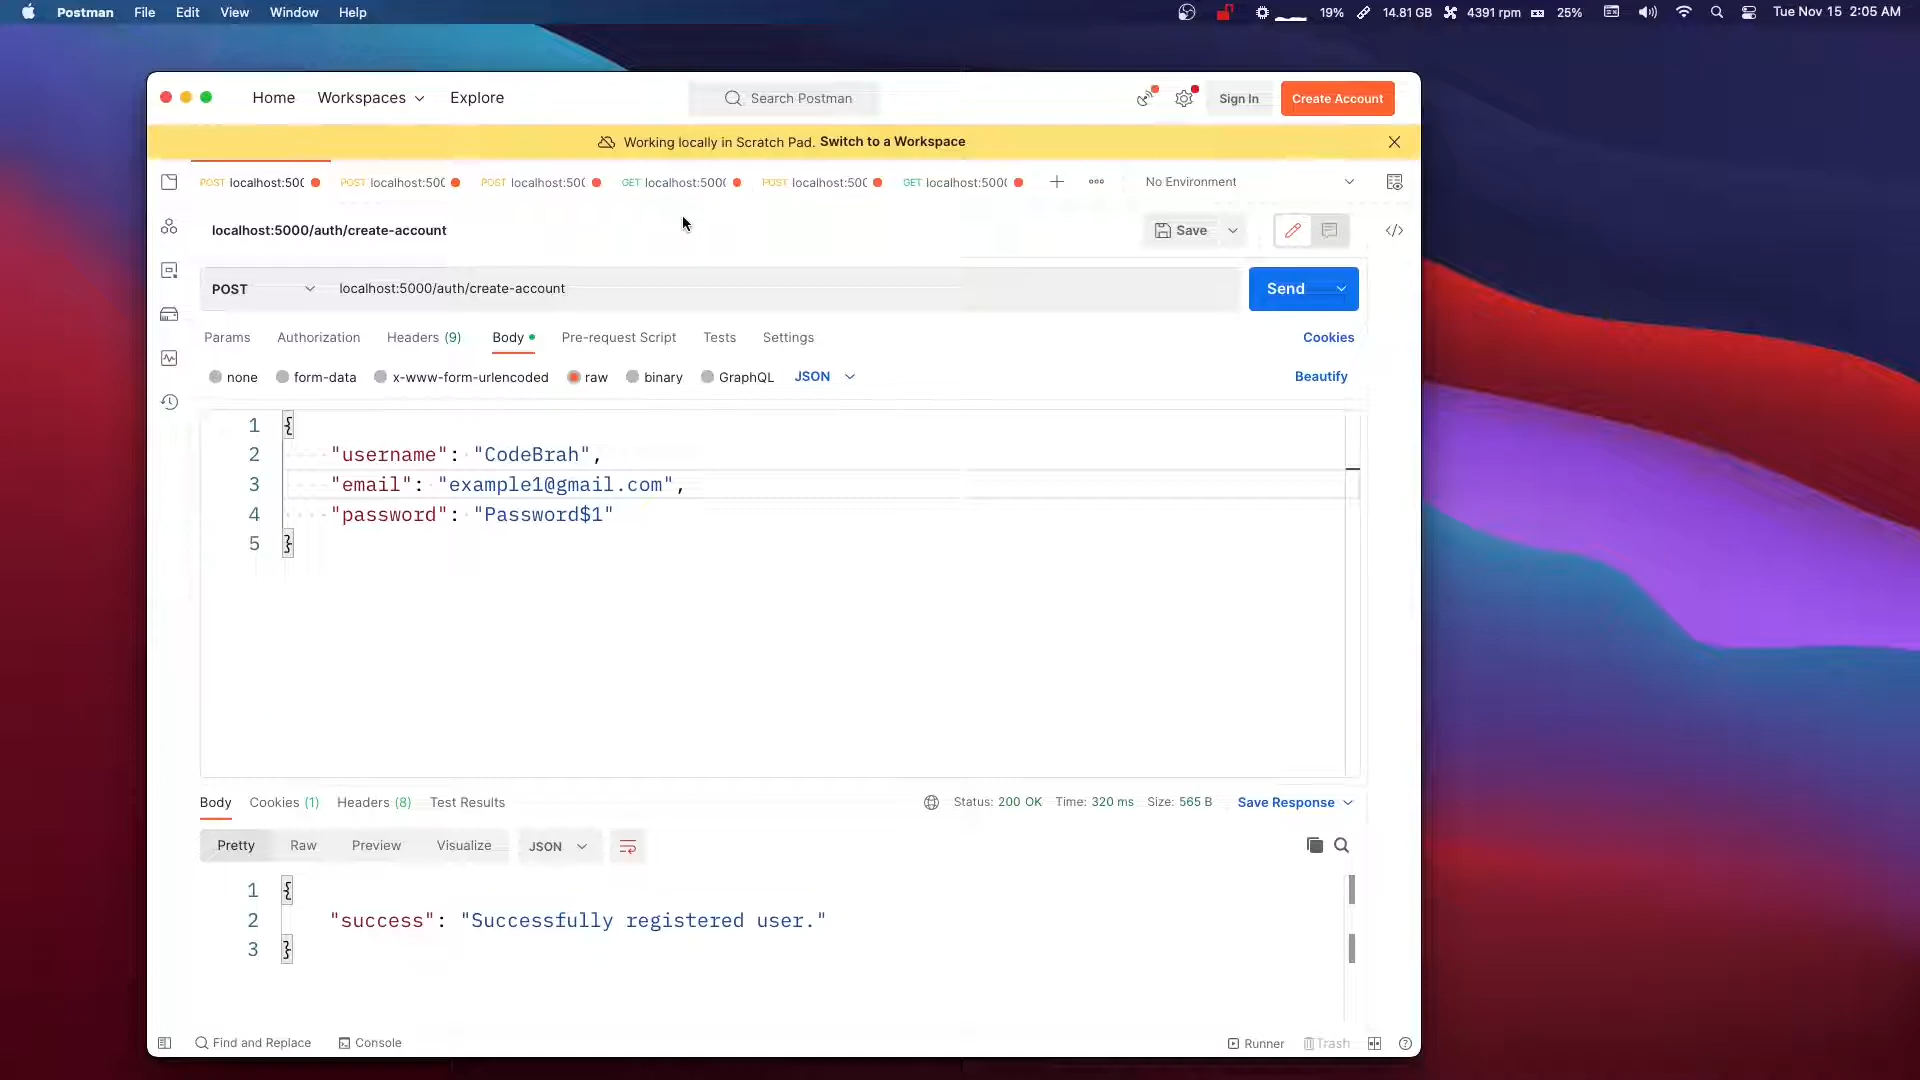 Postman File Edit View Window Help 19% 14.81 GB 4391 rpm 25% Tue Nov 15 2:05 AM
Home Workspaces Explore Search Postman Sign In Create Account
Working locally in Scratch Pad. Switch to a Workspace
POST localhost:500 POST localhost:500 POST localhost:500 GET localhost:500 POST localhost:500 GET localhost:500 No Environment
localhost:5000/auth/create-account Save </>
POST localhost:5000/auth/create-account Send
Params Authorization Headers (9) Body Pre-request Script Tests Settings Cookies
none form-data x-www-form-urlencoded raw binary GraphQL JSON Beautify
1 {
2 "username": "CodeBrah",
3 "email": "example1@gmail.com",
4 "password": "Password$1"
5 }
Body Cookies (1) Headers (8) Test Results Status: 200 OK Time: 320 ms Size: 565 B Save Response
Pretty Raw Preview Visualize JSON
1 {
2 "success": "Successfully registered user."
3 }
Find and Replace Console Runner Trash